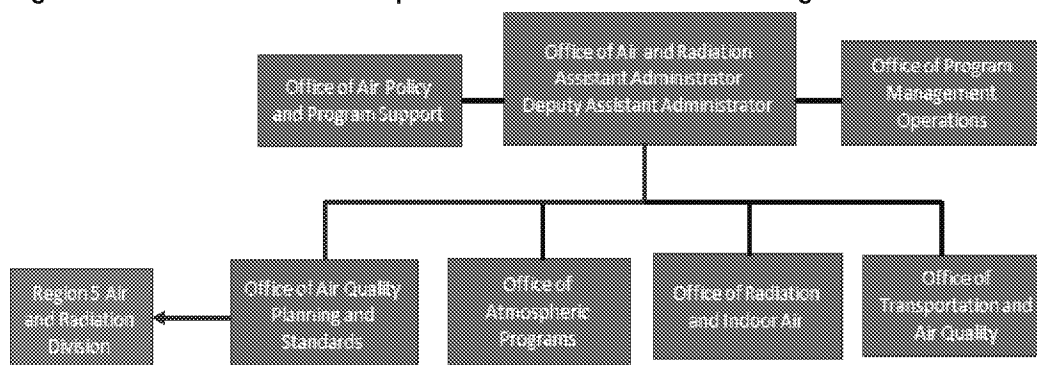 Office of Air and Radiation
Assistant Administrator
Deputy Assistant Administrator
Office of Air Policy
and Program Support
Office of Program
Management
Operations
Region 5 Air
and Radiation
Division
Office of Air Quality
Planning and
Standards
Office of
Atmospheric
Programs
Office of Radiation
and Indoor Air
Office of
Transportation and
Air Quality